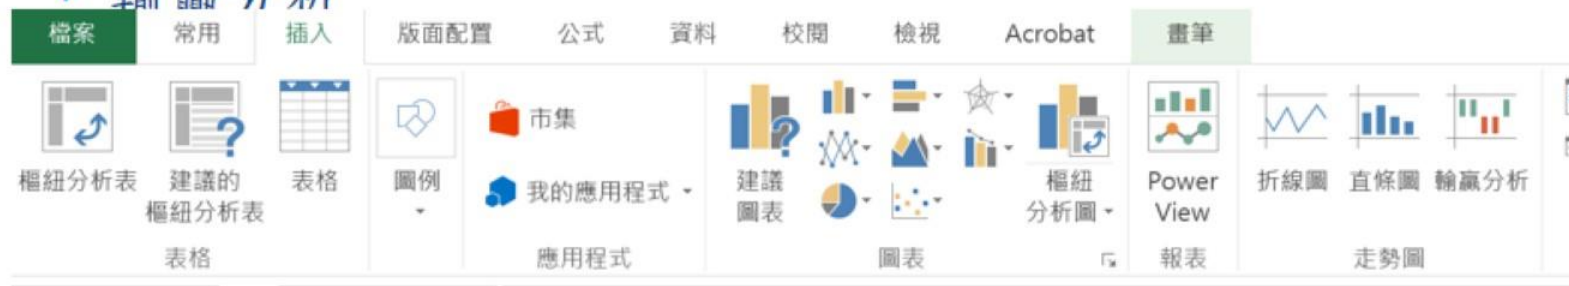 檔案 常用 插入 版面配置 公式 資料 校閱 檢視 Acrobat 畫筆
樞紐分析表
建議的
樞紐分析表
表格
表格
圖例
市集
我的應用程式
應用程式
建議
圖表
樞紐
分析圖
圖表
Power
View
報表
折線圖 直條圖 輸贏分析
走勢圖